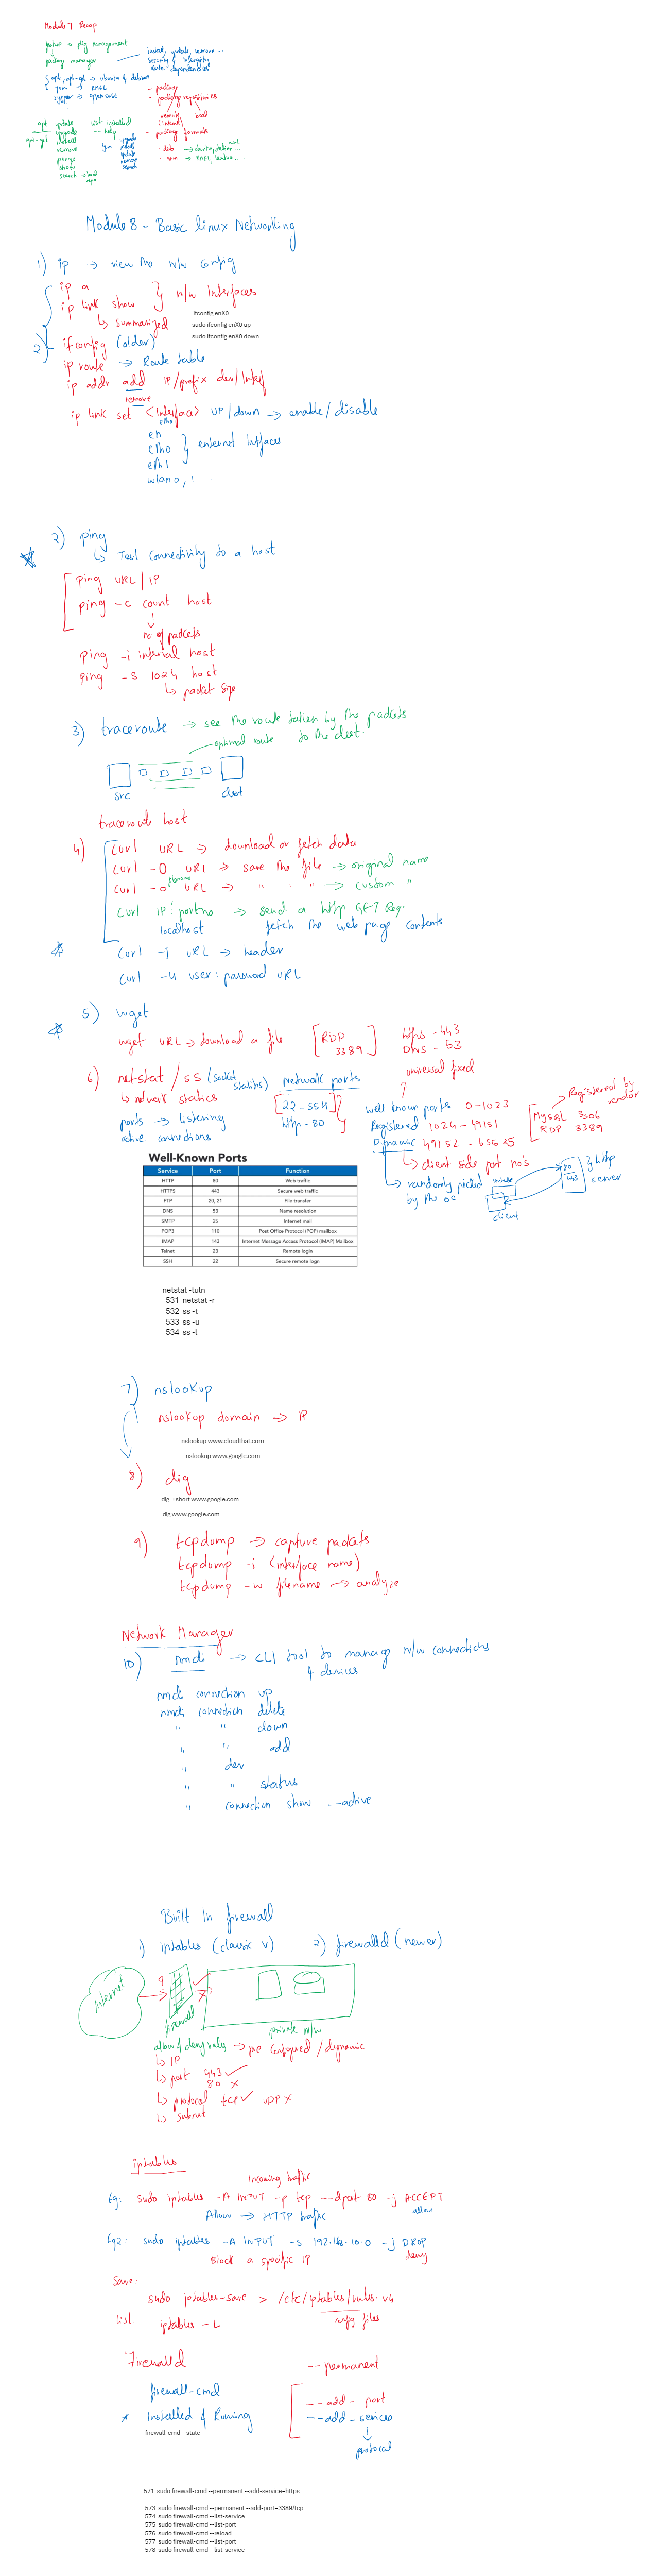 Module 7 Recap
pkg management
package manager
install, update, remove ...
security & integrity
dependencies
apt, apt-get → ubuntu & debian
yum → RHEL
zypper → opensuse
- package
- package repositories
remote local
(internet)
- package formats
. deb → ubuntu, debian ...
. rpm → RHEL, centos ...
apt update list installed
apt-get upgrade --help
install
remove
purge
show
search → local repo
yum upgrade
install
update
remove
search
Module 8 - Basic linux Networking
1) ip → view the n/w config
ip a
ip link show } n/w Interfaces
↳ summarized
ifconfig enX0
sudo ifconfig enX0 up
sudo ifconfig enX0 down
2) ifconfig (older)
ip route → Route table
ip addr add IP/prefix dev/Interf
remove
ip link set <Interface> UP/down → enable/disable
eth0
en
eth0 } enternet Intfaces
eth1
wlan0, 1 ...
2) ping
↳ Test connectivity to a host
ping URL | IP
ping -c count host
↓
no. of packets
ping -i interval host
ping -s 1024 host
↳ packet size
3) traceroute → see the route taken by the packets
to the dest.
optimal route
src dest
traceroute host
4) curl URL → download or fetch data
curl -O URL → save the file → original name
curl -o filename URL → " " " → custom "
curl IP:portno → send a http GET Req.
localhost fetch the web page contents
curl -I URL → header
curl -u user:password URL
5) wget
wget URL → download a file [RDP 3389]
https - 443
DNS - 53
universal fixed
6) netstat / ss (socket statistics)
↳ network statics
ports → listening
active connections
Network ports
22 - SSH
http - 80
well known ports 0-1023
Registered 1024 - 49151
Dynamic 49152 - 65535
Registered by vendor
MySQL 3306
RDP 3389
↳ client side port no's
→ randomly picked
by the os
client
80
443
} http server
Well-Known Ports
Service Port Function
HTTP 80 Web traffic
HTTPS 443 Secure web traffic
FTP 20, 21 File transfer
DNS 53 Name resolution
SMTP 25 Internet mail
POP3 110 Post Office Protocol (POP) mailbox
IMAP 143 Internet Message Access Protocol (IMAP) Mailbox
Telnet 23 Remote login
SSH 22 Secure remote logn
netstat -tuln
531 netstat -r
532 ss -t
533 ss -u
534 ss -l
7) nslookup
nslookup domain → IP
nslookup www.cloudthat.com
nslookup www.google.com
8) dig
dig +short www.google.com
dig www.google.com
9) tcpdump → capture packets
tcpdump -i (interface name)
tcpdump -w filename → analyze
Network Manager
10) nmcli → CLI tool to manag n/w connections
& devices
nmcli connection up
nmcli connection delete
" " down
" " add
" dev
" " status
" connection show --active
Built In firewall
1) iptables (classic v) 2) firewalld (newer)
Internet
firewall
private n/w
allow & deny rules → pre configured / dynamic
↳ IP
↳ port 443 ✓
80 ✗
↳ protocol tcp ✓ UDP ✗
↳ subnet
iptables
Incoming traffic
Eg: sudo iptables -A INPUT -p tcp --dport 80 -j ACCEPT
allow
Allow → HTTP traffic
Eg2: sudo iptables -A INPUT -s 192.168.10.0 -j DROP
deny
Block a specific IP
Save:
sudo iptables-save > /etc/iptables/rules.v4
config files
List. iptables -L
Firewalld
firewall-cmd
* Installed & Running
firewall-cmd --state
-- permanent
--add-port
--add-services
↓
protocal
571 sudo firewall-cmd --permanent --add-service=https
573 sudo firewall-cmd --permanent --add-port=3389/tcp
574 sudo firewall-cmd --list-service
575 sudo firewall-cmd --list-port
576 sudo firewall-cmd --reload
577 sudo firewall-cmd --list-port
578 sudo firewall-cmd --list-service